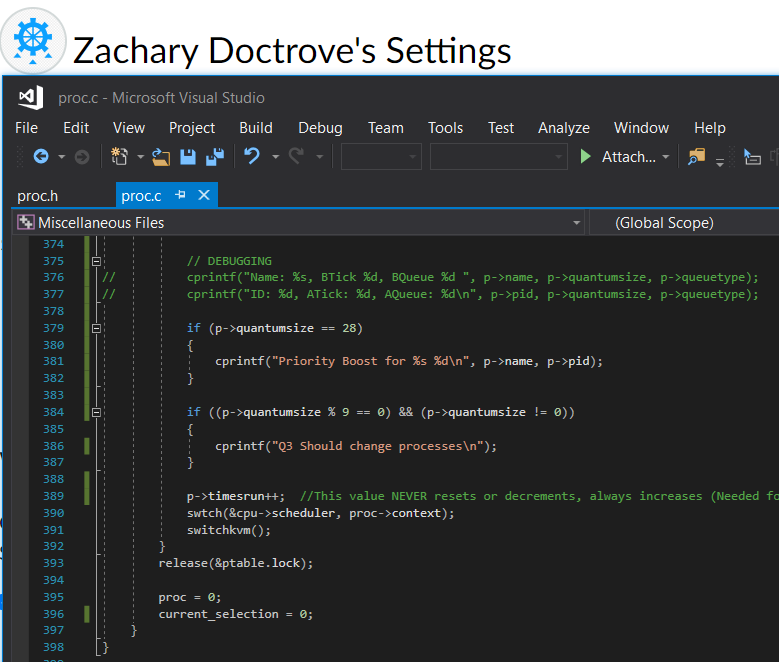 Zachary Doctrove's Settings
proc.c - Microsoft Visual Studio
File Edit View Project Build Debug Team Tools Test Analyze Window Help
Attach...
proc.h proc.c
Miscellaneous Files (Global Scope)
374
375 // DEBUGGING
376 // cprintf("Name: %s, BTick %d, BQueue %d ", p->name, p->quantumsize, p->queuetype);
377 // cprintf("ID: %d, ATick: %d, AQueue: %d\n", p->pid, p->quantumsize, p->queuetype);
378
379 if (p->quantumsize == 28)
380 {
381 cprintf("Priority Boost for %s %d\n", p->name, p->pid);
382 }
383
384 if ((p->quantumsize % 9 == 0) && (p->quantumsize != 0))
385 {
386 cprintf("Q3 Should change processes\n");
387 }
388
389 p->timesrun++; //This value NEVER resets or decrements, always increases (Needed fo
390 swtch(&cpu->scheduler, proc->context);
391 switchkvm();
392 }
393 release(&ptable.lock);
394
395 proc = 0;
396 current_selection = 0;
397 }
398 }